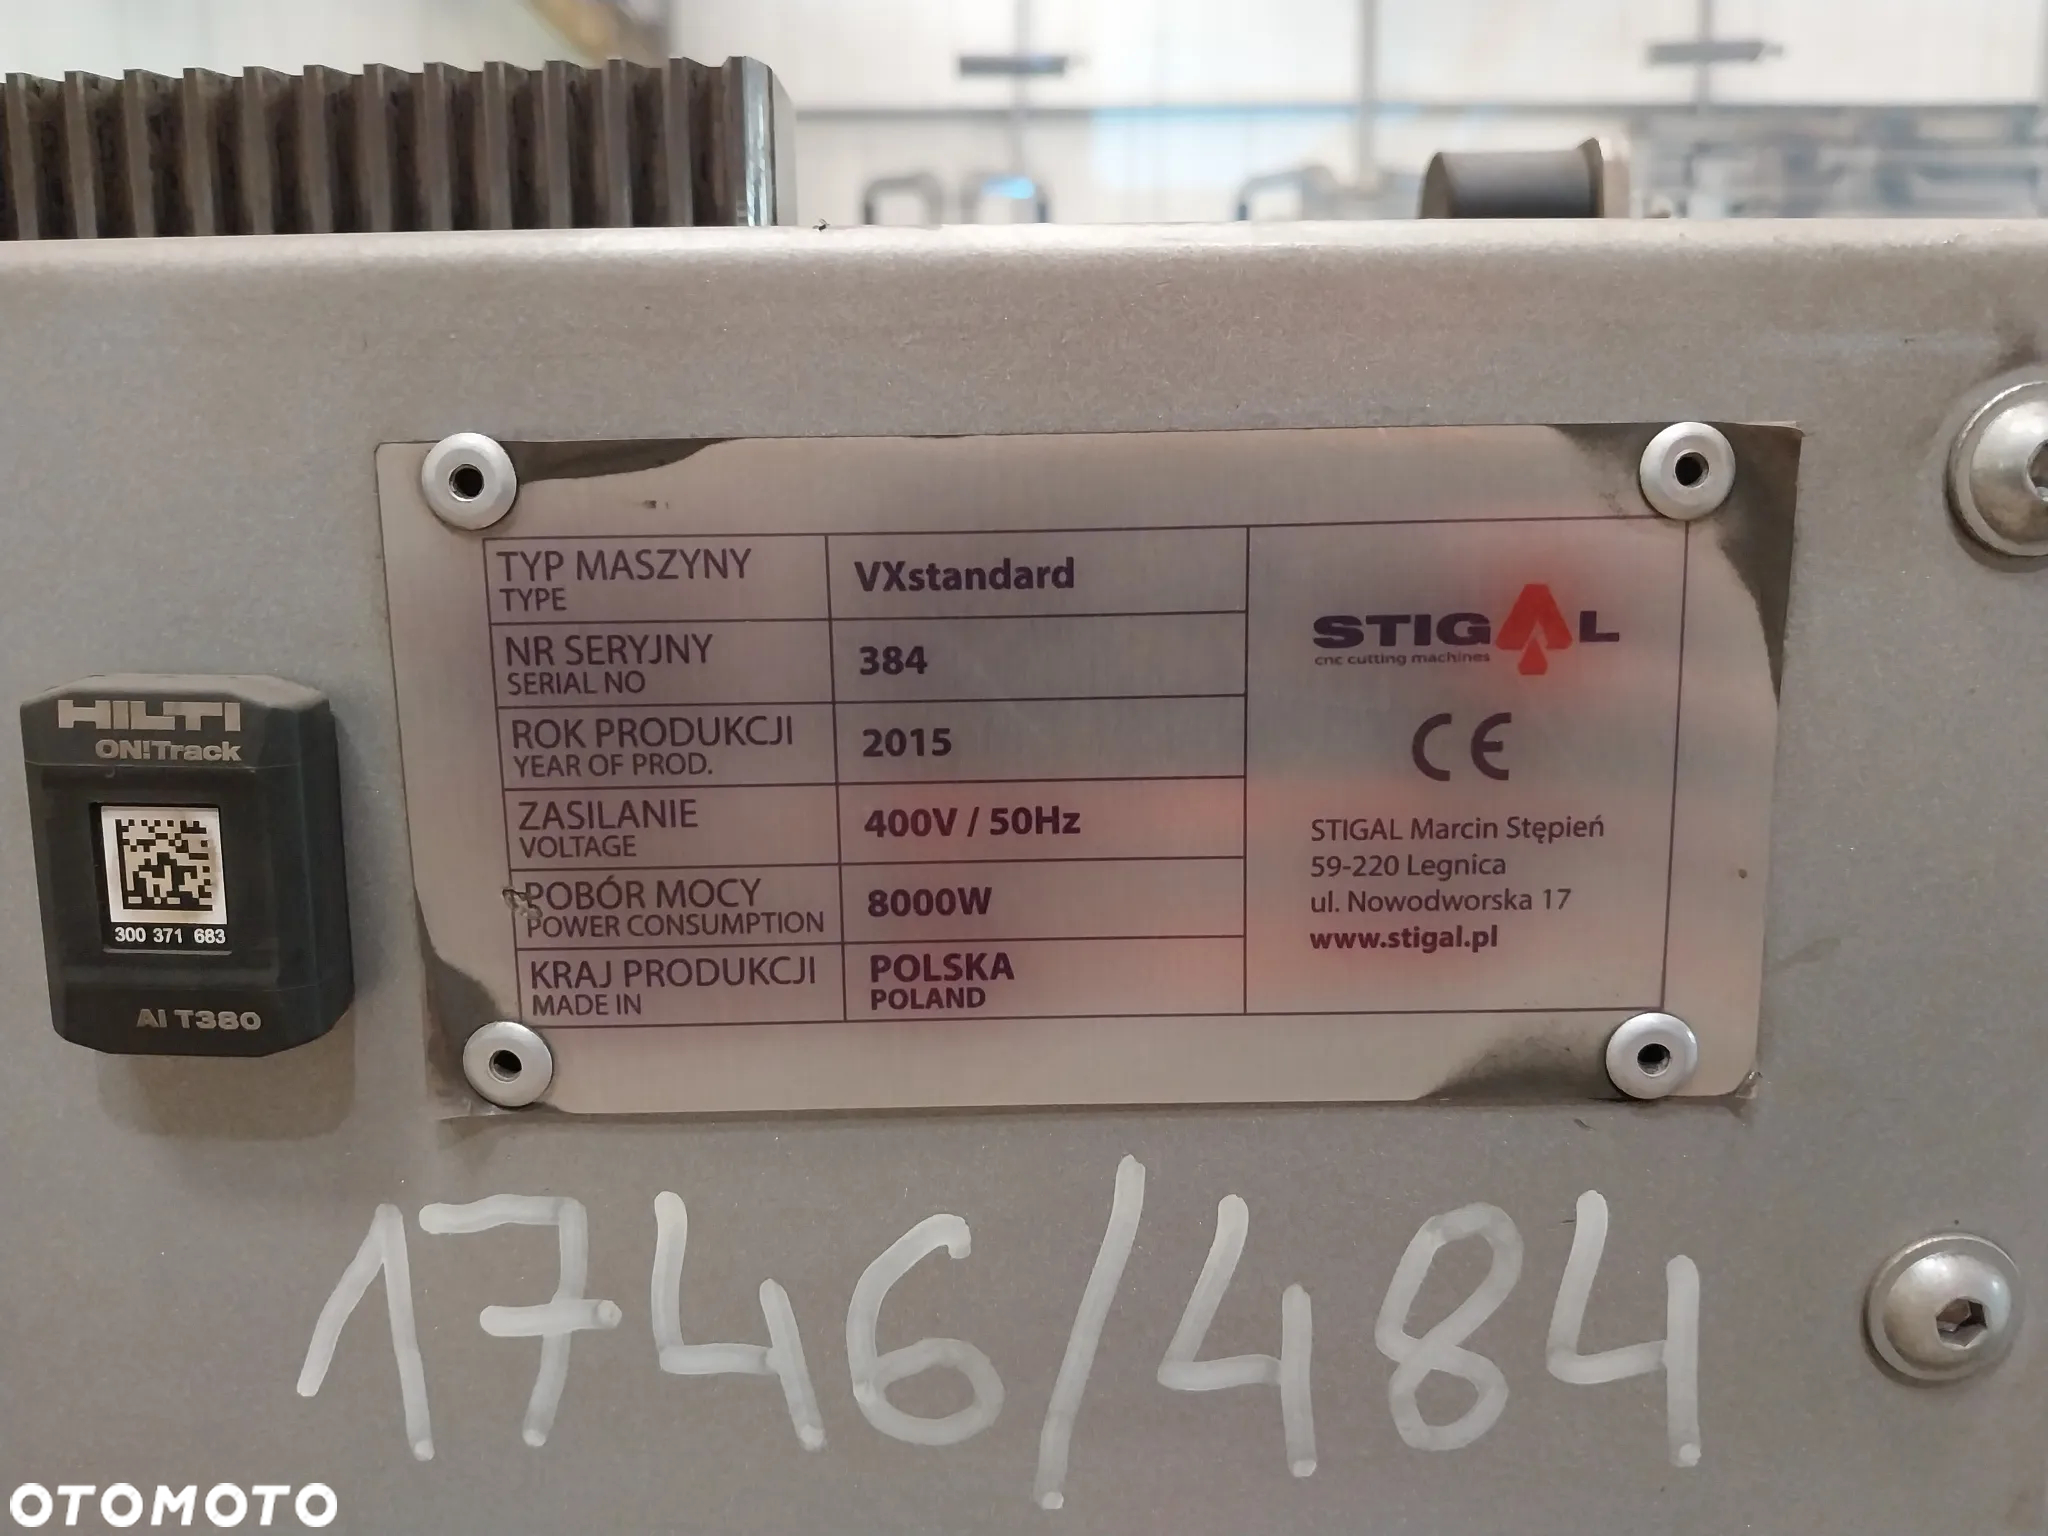 TYP MASZYNY
TYPE
VXstandard
NR SERYJNY
SERIAL NO
384
ROK PRODUKCJI
YEAR OF PROD.
2015
ZASILANIE
VOLTAGE
400V / 50Hz
POBÓR MOCY
POWER CONSUMPTION
8000W
KRAJ PRODUKCJI
MADE IN
POLSKA
POLAND
STIGAL
cnc cutting machines
CE
STIGAL Marcin Stępień
59-220 Legnica
ul. Nowodworska 17
www.stigal.pl
HILTI
ON!Track
300 371 683
AI T380
1746/484
OTOMOTO